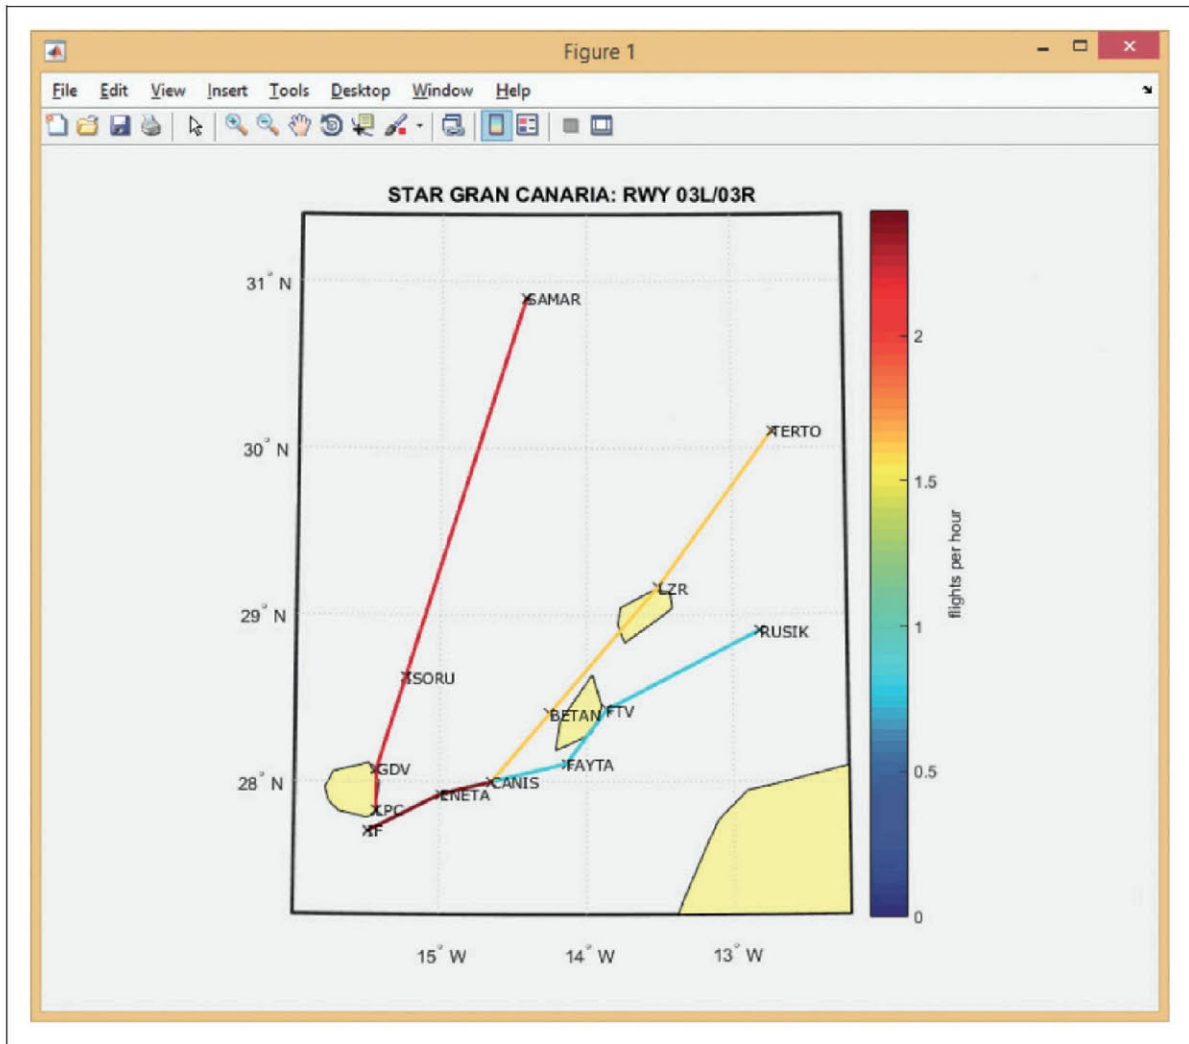 Figure 1
File Edit View Insert Tools Desktop Window Help
STAR GRAN CANARIA: RWY 03L/03R
31° N
SAMAR
2
TERTO
30° N
1.5
flights per hour
LZR
29° N
1
RUSIK
ISORU
BETAN
FTV
FAYTA
0.5
GDV
28° N
CANIS
ENETA
LPC
IF
0
15° W 14° W 13° W